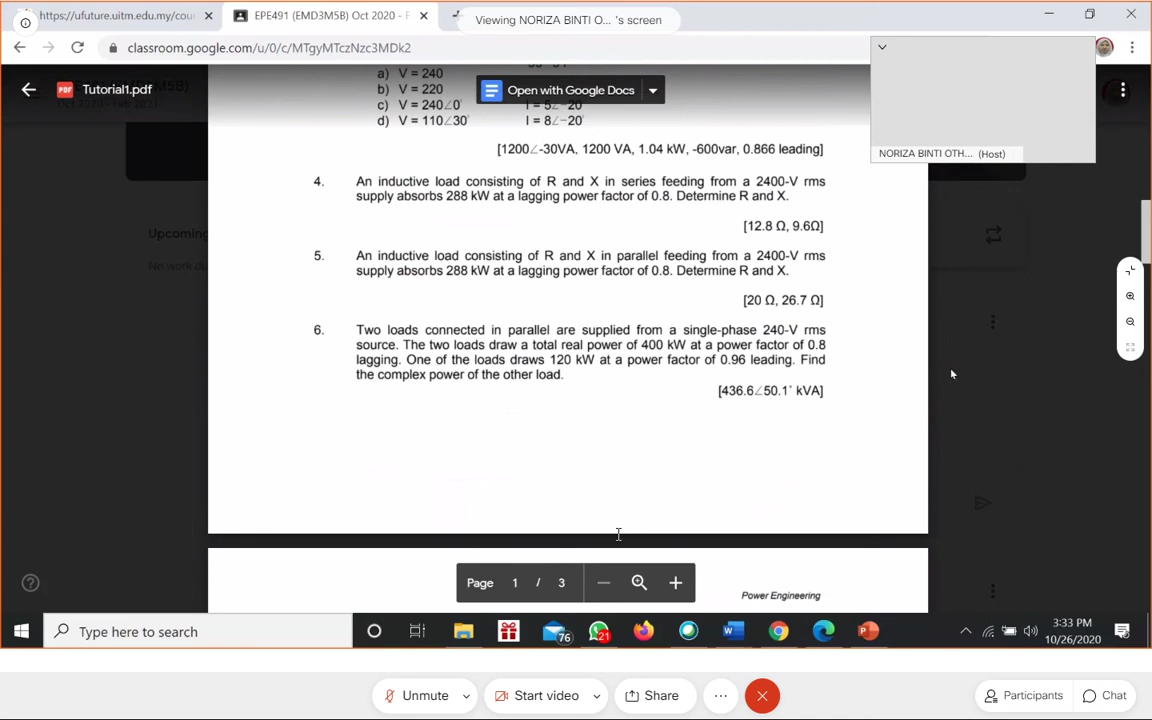 https://ufuture.uitm.edu.my/cou
EPE491 (EMD3M5B) Oct 2020 - F
Viewing NORIZA BINTI O... 's screen
classroom.google.com/u/0/c/MTgyMTczNzc3MDk2
PDF Tutorial1.pdf
Open with Google Docs
NORIZA BINTI OTH... (Host)
a) V = 240
b) V = 220
c) V = 240∠0˚ I = 5∠-20˚
d) V = 110∠30˚ I = 8∠-20˚
[1200∠-30VA, 1200 VA, 1.04 kW, -600var, 0.866 leading]
4. An inductive load consisting of R and X in series feeding from a 2400-V rms
supply absorbs 288 kW at a lagging power factor of 0.8. Determine R and X.
[12.8 Ω, 9.6Ω]
5. An inductive load consisting of R and X in parallel feeding from a 2400-V rms
supply absorbs 288 kW at a lagging power factor of 0.8. Determine R and X.
[20 Ω, 26.7 Ω]
6. Two loads connected in parallel are supplied from a single-phase 240-V rms
source. The two loads draw a total real power of 400 kW at a power factor of 0.8
lagging. One of the loads draws 120 kW at a power factor of 0.96 leading. Find
the complex power of the other load.
[436.6∠50.1˚ kVA]
Upcoming
No work du
Page 1 / 3
Power Engineering
Type here to search
76
21
3:33 PM
10/26/2020
Unmute
Start video
Share
Participants
Chat